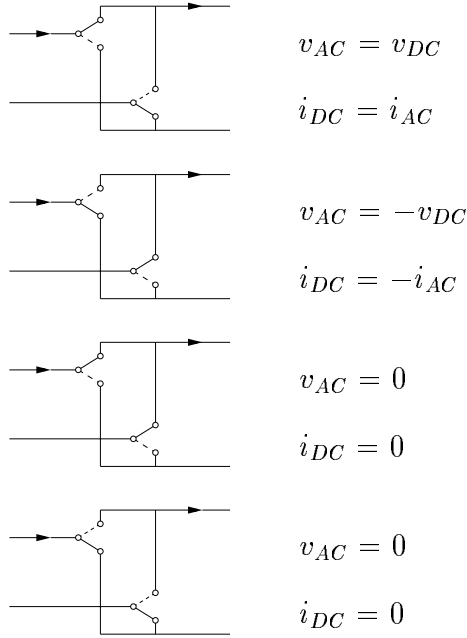 v_{AC} = v_{DC}
i_{DC} = i_{AC}
v_{AC} = -v_{DC}
i_{DC} = -i_{AC}
v_{AC} = 0
i_{DC} = 0
v_{AC} = 0
i_{DC} = 0